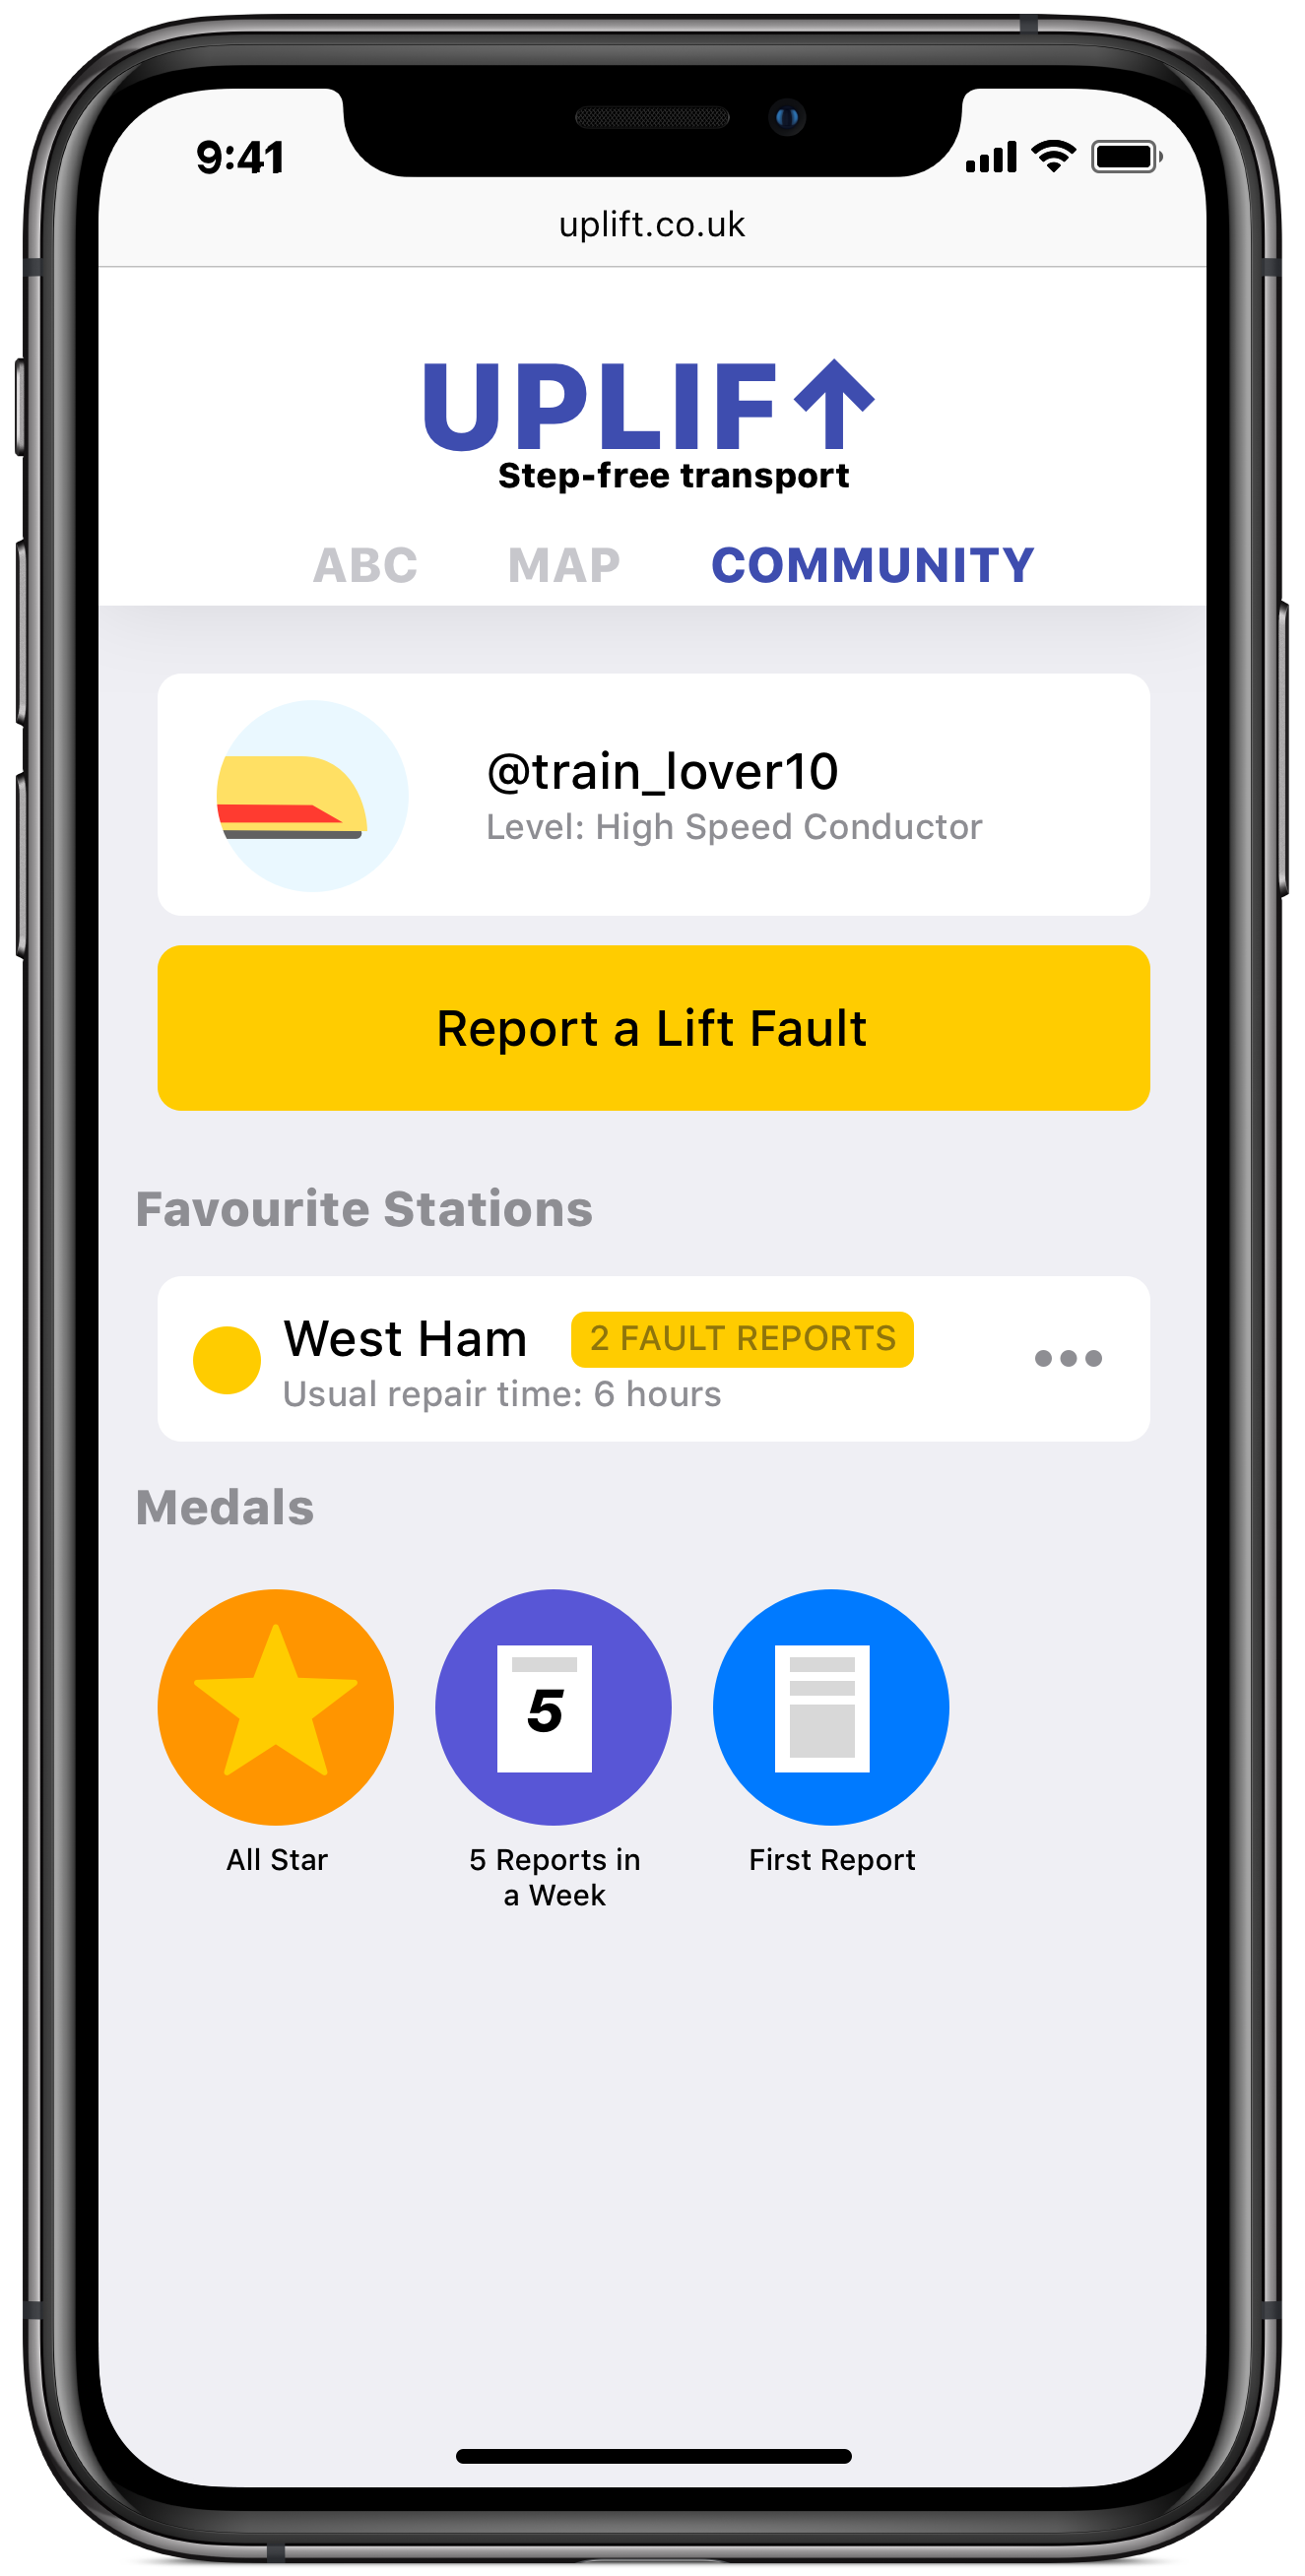 9:41
uplift.co.uk
UPLIF↑
Step-free transport
ABC MAP COMMUNITY
@train_lover10
Level: High Speed Conductor
Report a Lift Fault
Favourite Stations
West Ham 2 FAULT REPORTS
Usual repair time: 6 hours
Medals
5
All Star
5 Reports in
a Week
First Report